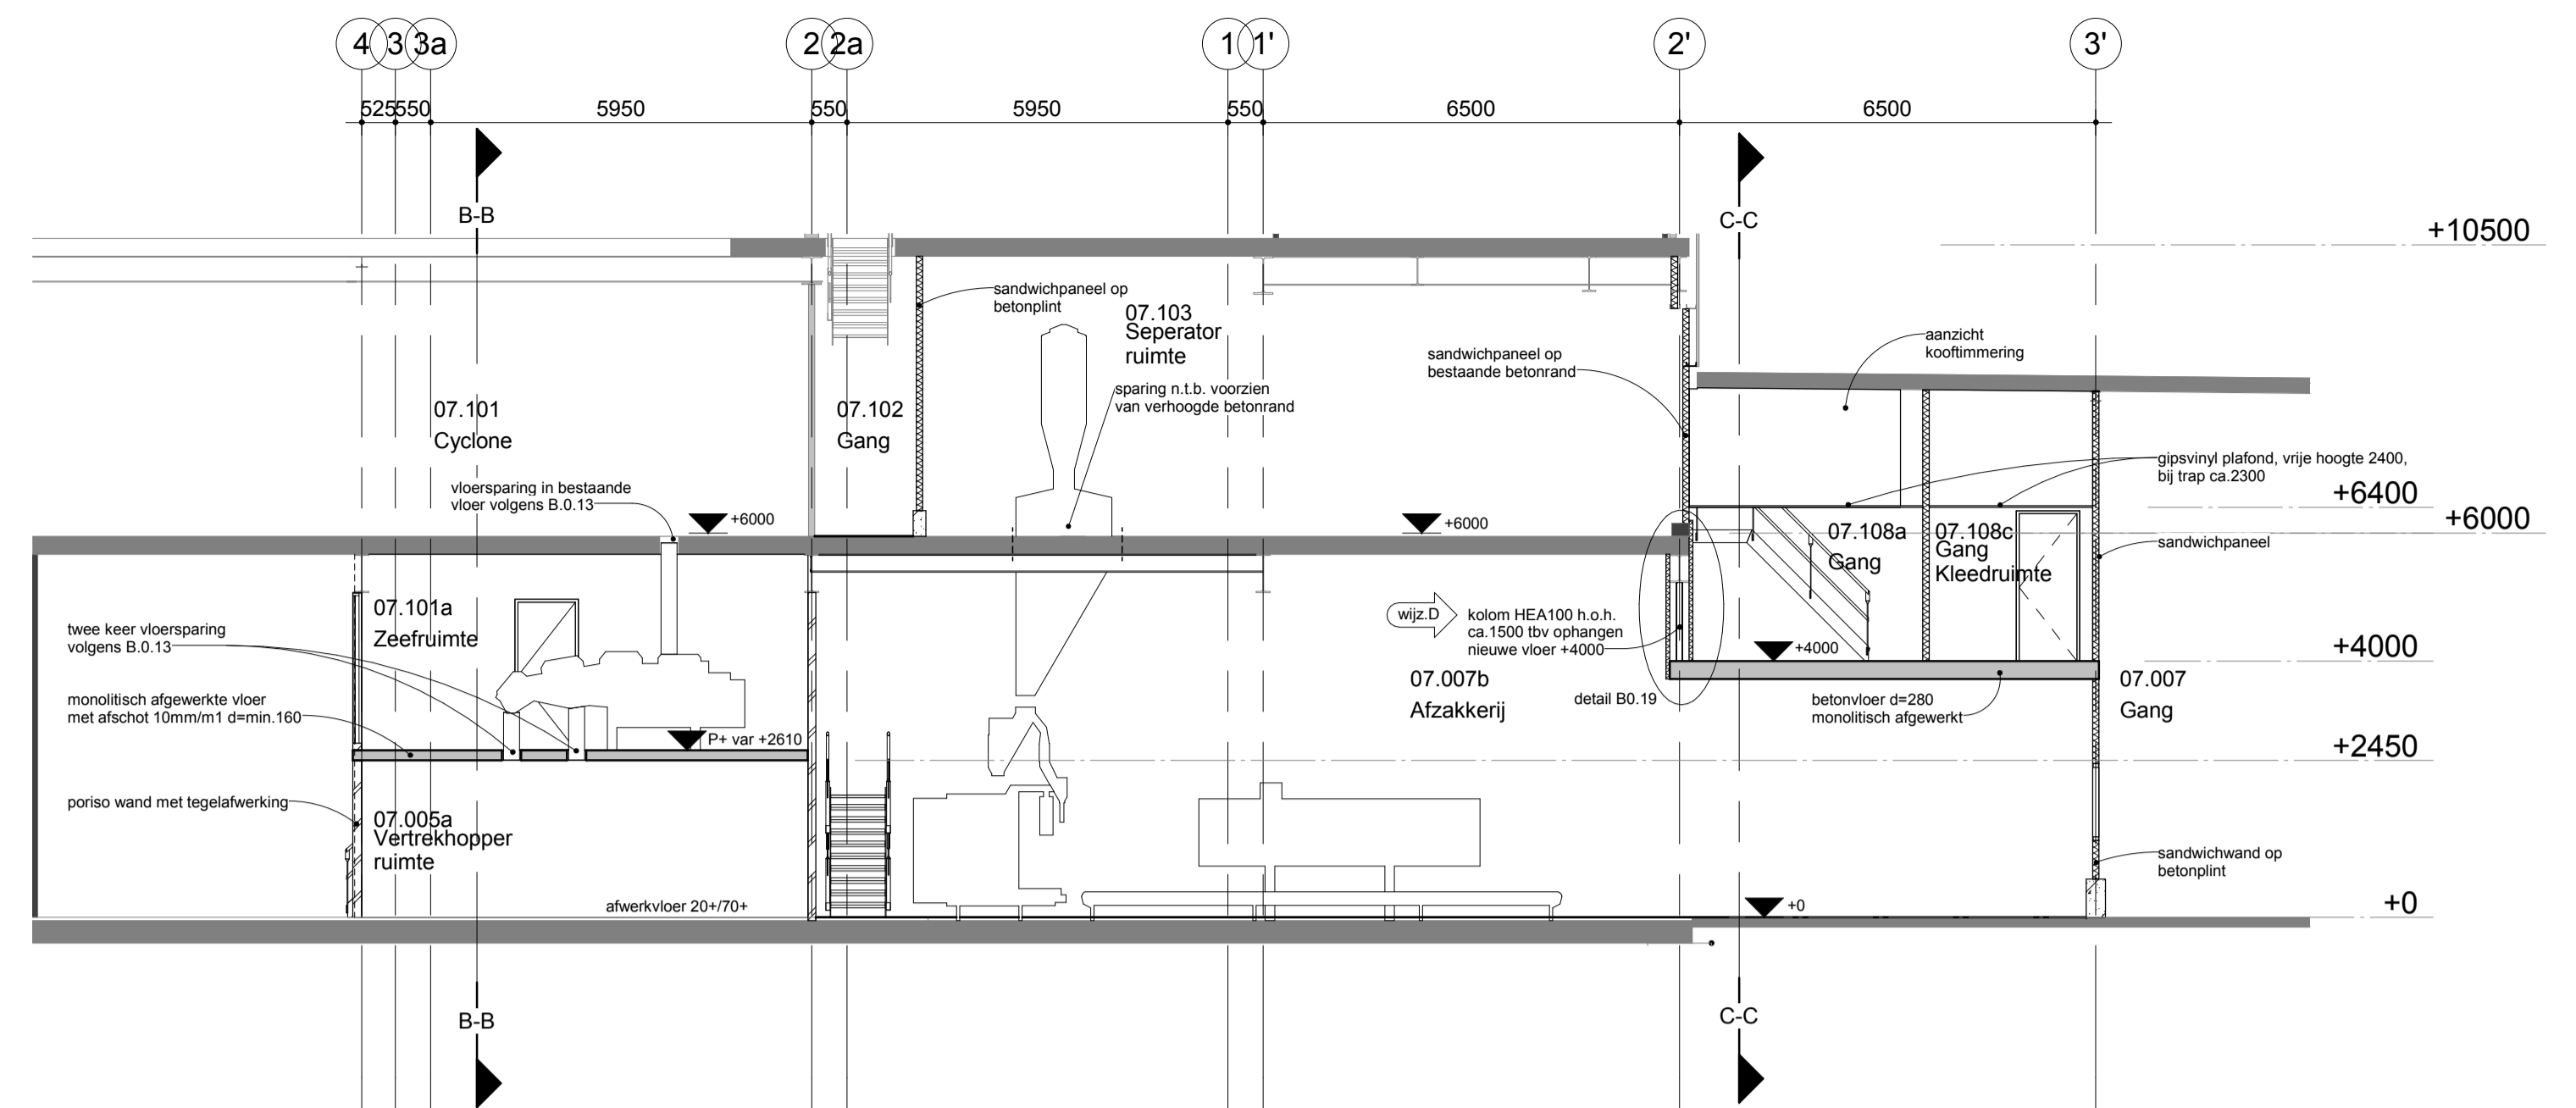 4 3 3a 2 2a 1 1' 2' 3'
525 550 5950 550 5950 550 6500 6500
B-B
C-C
+10500
sandwichpaneel op
betonplint
07.103
Seperator
ruimte
aanzicht
kooftimmering
sandwichpaneel op
bestaande betonrand
sparing n.t.b. voorzien
van verhoogde betonrand
07.101
Cyclone
07.102
Gang
gipsvinyl plafond, vrije hoogte 2400,
bij trap ca.2300
vloersparing in bestaande
vloer volgens B.0.13
+6400
+6000
+6000
+6000
07.108a
Gang
07.108c
Gang
Kleedruimte
sandwichpaneel
07.101a
Zeefruimte
twee keer vloersparing
volgens B.0.13
wijz.D
kolom HEA100 h.o.h.
ca.1500 tbv ophangen
nieuwe vloer +4000
+4000
+4000
07.007b
Afzakkerij
detail B0.19
07.007
Gang
monolitisch afgewerkte vloer
met afschot 10mm/m1 d=min.160
betonvloer d=280
monolitisch afgewerkt
P+ var +2610
+2450
poriso wand met tegelafwerking
07.005a
Vertrekhopper
ruimte
sandwichwand op
betonplint
afwerkvloer 20+/70+
+0
+0
B-B
C-C